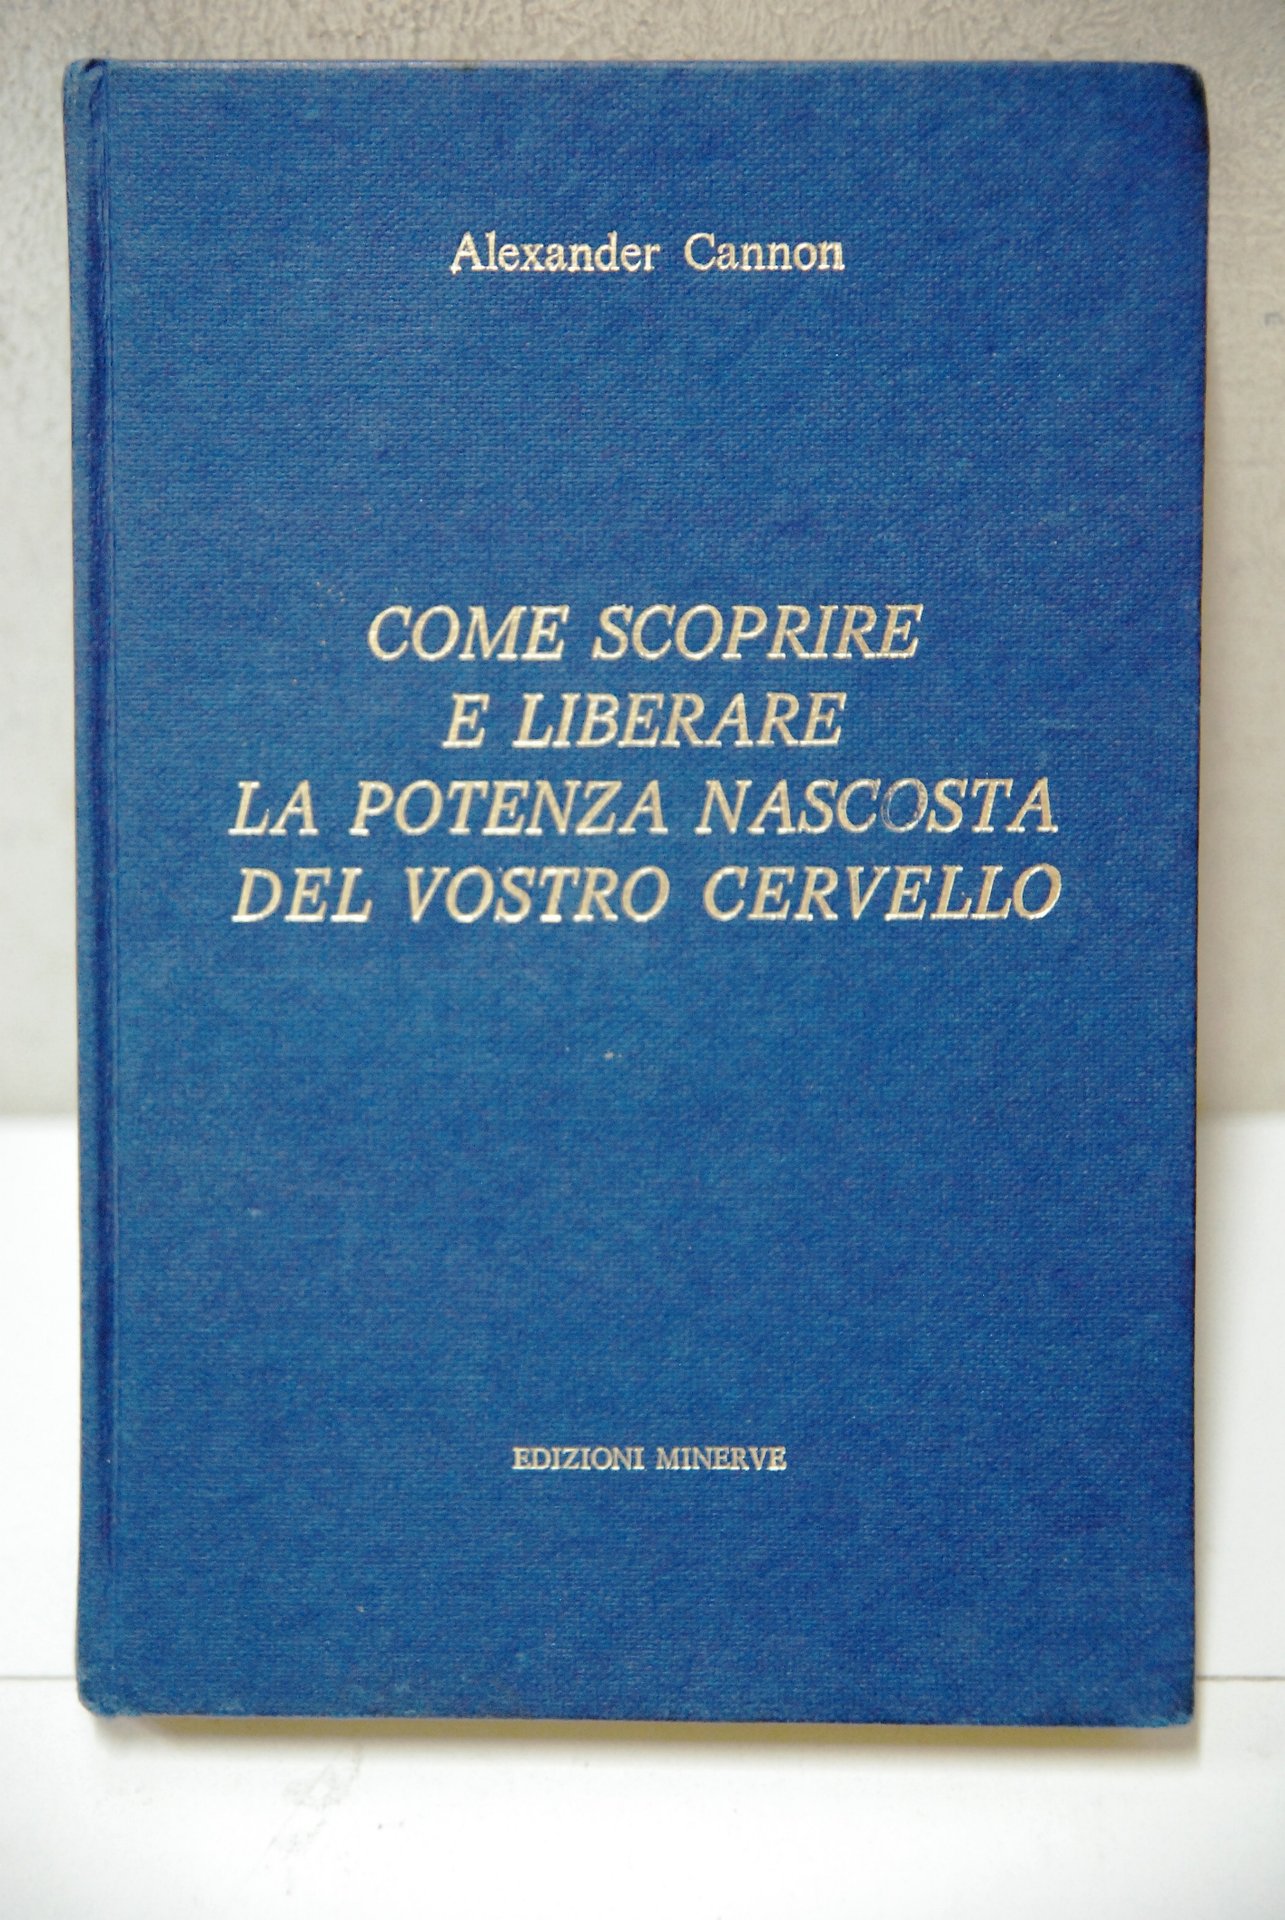 Alexander Cannon
COME SCOPRIRE
E LIBERARE
LA POTENZA NASCOSTA
DEL VOSTRO CERVELLO
EDIZIONI MINERVE